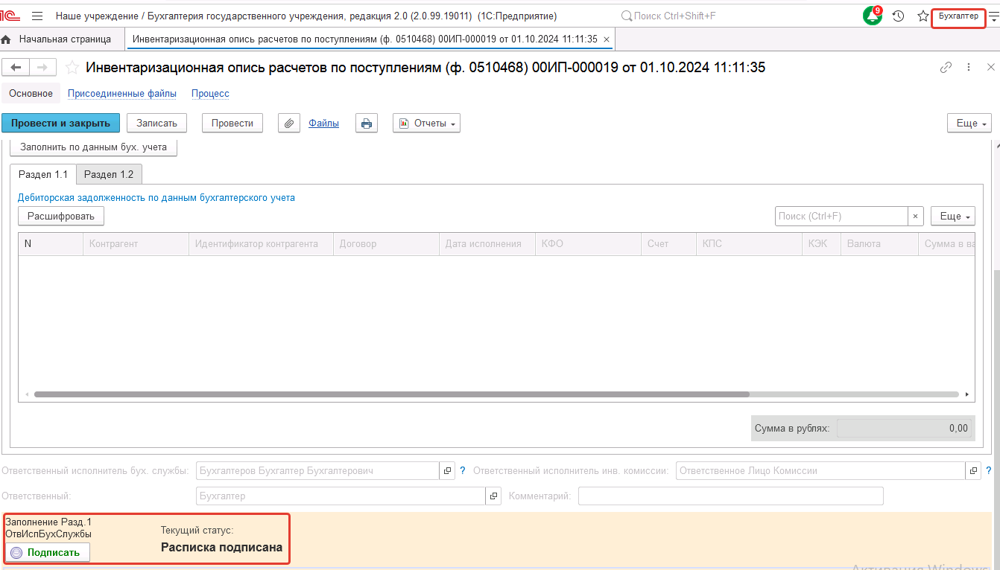 1С Наше учреждение / Бухгалтерия государственного учреждения, редакция 2.0 (2.0.99.19011) (1С:Предприятие) Поиск Ctrl+Shift+F 9 Бухгалтер
Начальная страница Инвентаризационная опись расчетов по поступлениям (ф. 0510468) 00ИП-000019 от 01.10.2024 11:11:35 ×
Инвентаризационная опись расчетов по поступлениям (ф. 0510468) 00ИП-000019 от 01.10.2024 11:11:35
Основное Присоединенные файлы Процесс
Провести и закрыть Записать Провести Файлы Отчеты Еще
Заполнить по данным бух. учета
Раздел 1.1 Раздел 1.2
Дебиторская задолженность по данным бухгалтерского учета
Расшифровать Поиск (Ctrl+F) × Еще
N Контрагент Идентификатор контрагента Договор Дата исполнения КФО Счет КПС КЭК Валюта Сумма в ва
Сумма в рублях: 0,00
Ответственный исполнитель бух. службы: Бухгалтеров Бухгалтер Бухгалтерович ? Ответственный исполнитель инв. комиссии: Ответственное Лицо Комиссии ?
Ответственный: Бухгалтер Комментарий:
Заполнение Разд.1
ОтвИспБухСлужбы
Текущий статус:
Подписать Расписка подписана
Активация Windows